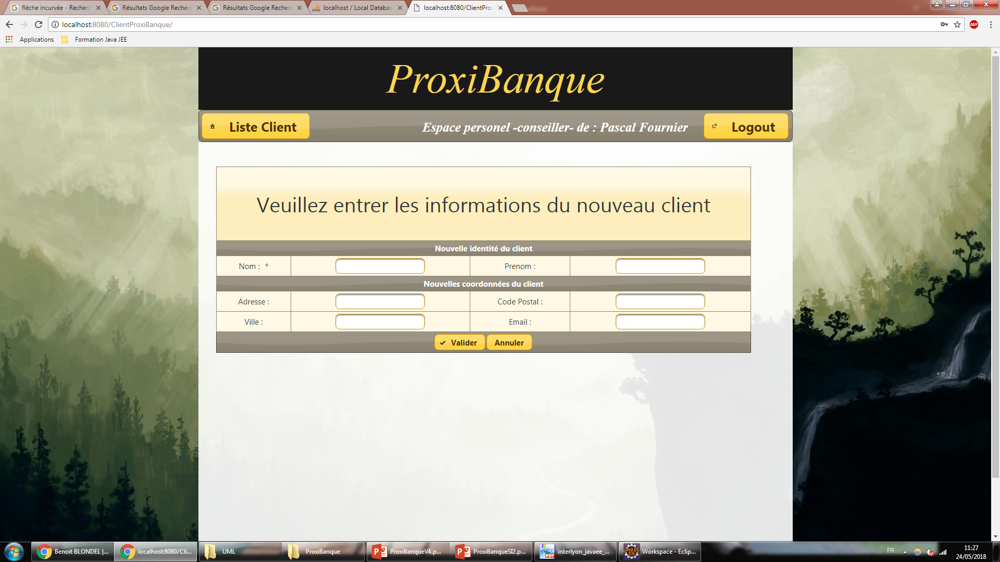 fléche incurvée - Recherc
Résultats Google Recherc
Résultats Google Recherc
localhost / Local Databas
localhost:8080/ClientProx
localhost:8080/ClientProxiBanque/
ABP
Applications
Formation Java JEE
ProxiBanque
Liste Client
Espace personel -conseiller- de : Pascal Fournier
Logout
Veuillez entrer les informations du nouveau client
Nouvelle identité du client
Nom : *
Prenom :
Nouvelles coordonnées du client
Adresse :
Code Postal :
Ville :
Email :
Valider
Annuler
Benoit BLONDEL |...
localhost:8080/Cli...
UML
ProxiBanque
ProxiBanqueV4.p...
ProxiBanqueSI2.p...
interlyon_javaee_...
Workspace - Eclip...
FR
11:27
24/05/2018